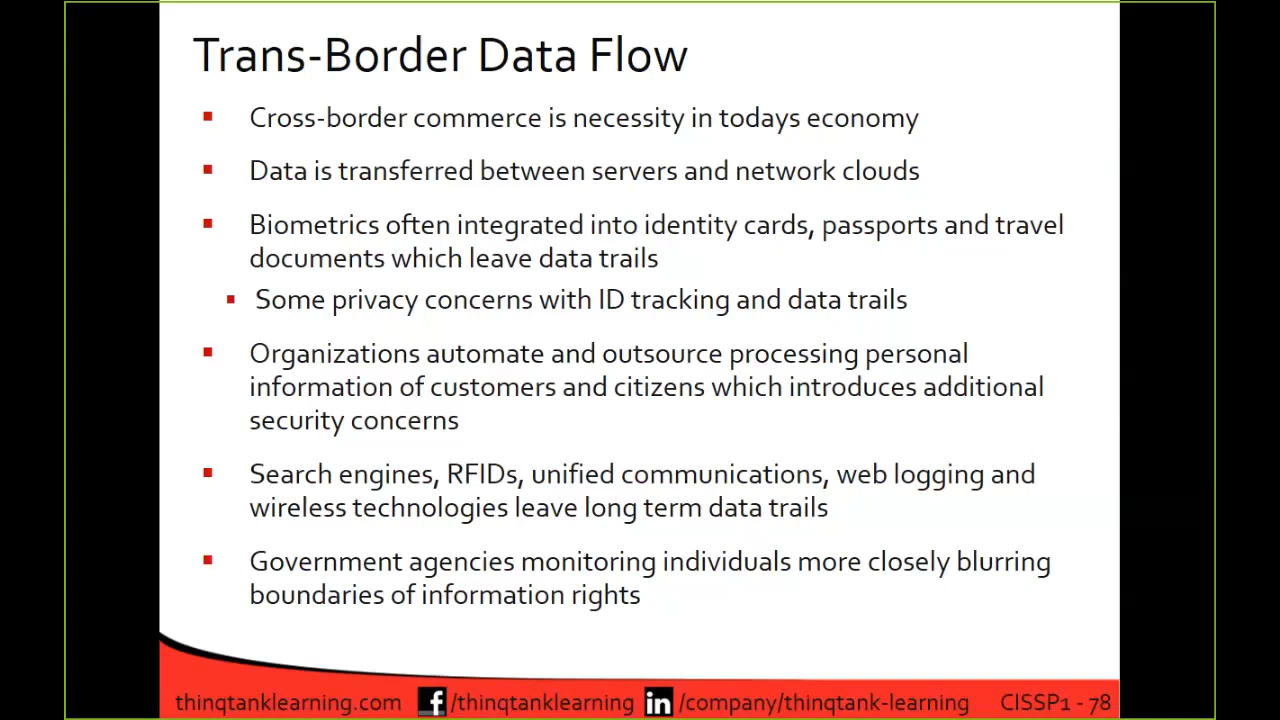 Trans-Border Data Flow
Cross-border commerce is necessity in todays economy
Data is transferred between servers and network clouds
Biometrics often integrated into identity cards, passports and travel
documents which leave data trails
Some privacy concerns with ID tracking and data trails
Organizations automate and outsource processing personal
information of customers and citizens which introduces additional
security concerns
Search engines, RFIDs, unified communications, web logging and
wireless technologies leave long term data trails
Government agencies monitoring individuals more closely blurring
boundaries of information rights
thinqtanklearning.com f /thinqtanklearning in /company/thinqtank-learning CISSP1 - 78